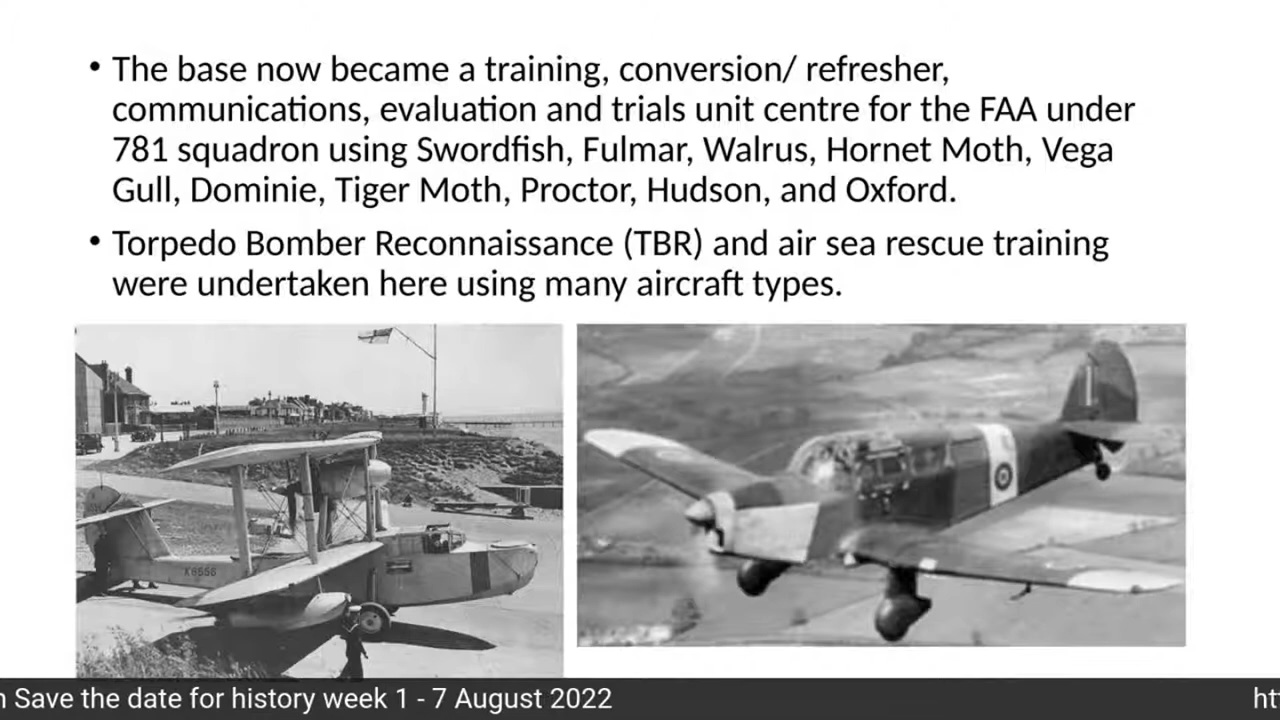 • The base now became a training, conversion/ refresher,
communications, evaluation and trials unit centre for the FAA under
781 squadron using Swordfish, Fulmar, Walrus, Hornet Moth, Vega
Gull, Dominie, Tiger Moth, Proctor, Hudson, and Oxford.
• Torpedo Bomber Reconnaissance (TBR) and air sea rescue training
were undertaken here using many aircraft types.
Save the date for history week 1 - 7 August 2022